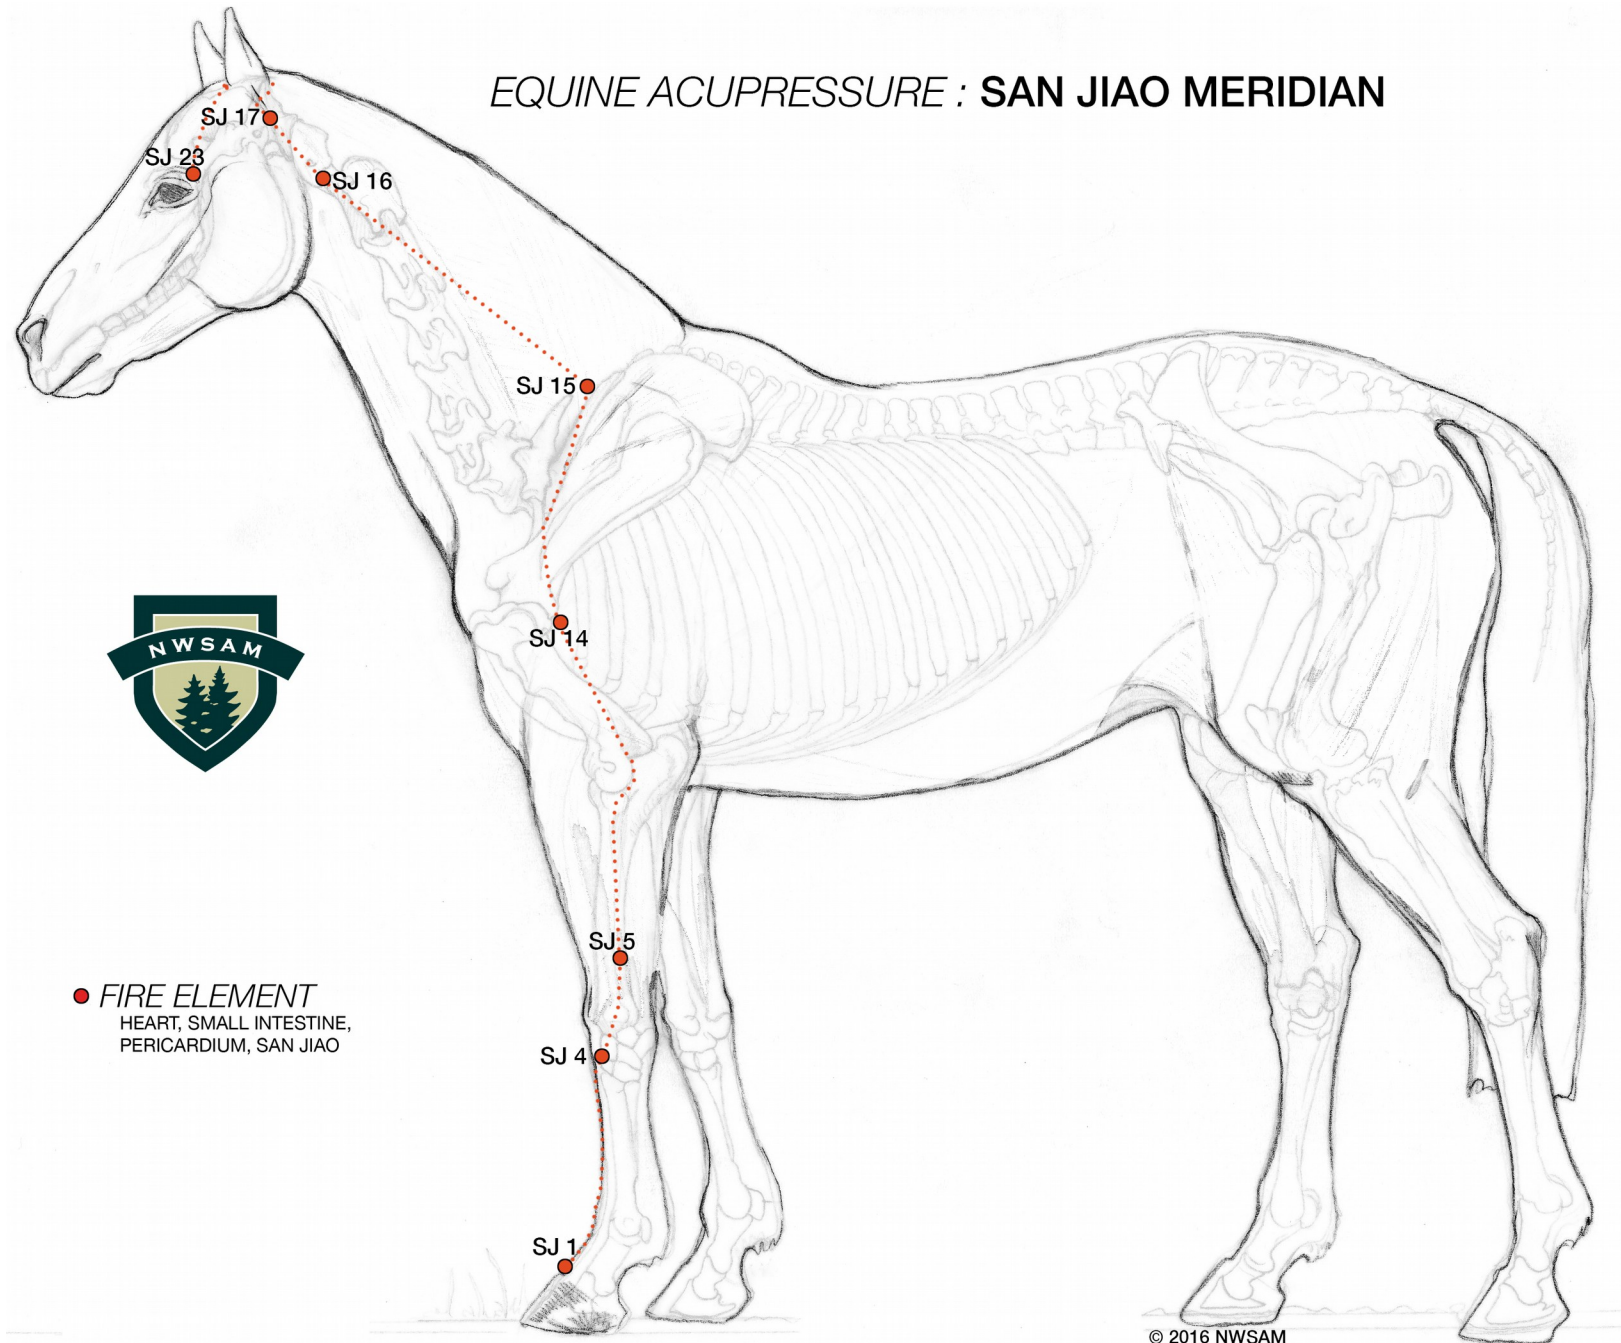 EQUINE ACUPRESSURE : SAN JIAO MERIDIAN
SJ 17
SJ 23
SJ 16
SJ 15
SJ 14
NWSAM
SJ 5
FIRE ELEMENT
HEART, SMALL INTESTINE,
PERICARDIUM, SAN JIAO
SJ 4
SJ 1
© 2016 NWSAM